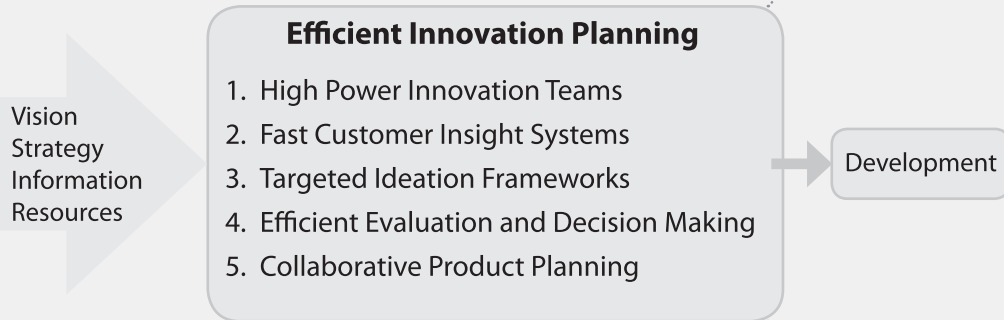 Efficient Innovation Planning
Vision
Strategy
Information
Resources
1. High Power Innovation Teams
2. Fast Customer Insight Systems
3. Targeted Ideation Frameworks
4. Efficient Evaluation and Decision Making
5. Collaborative Product Planning
Development